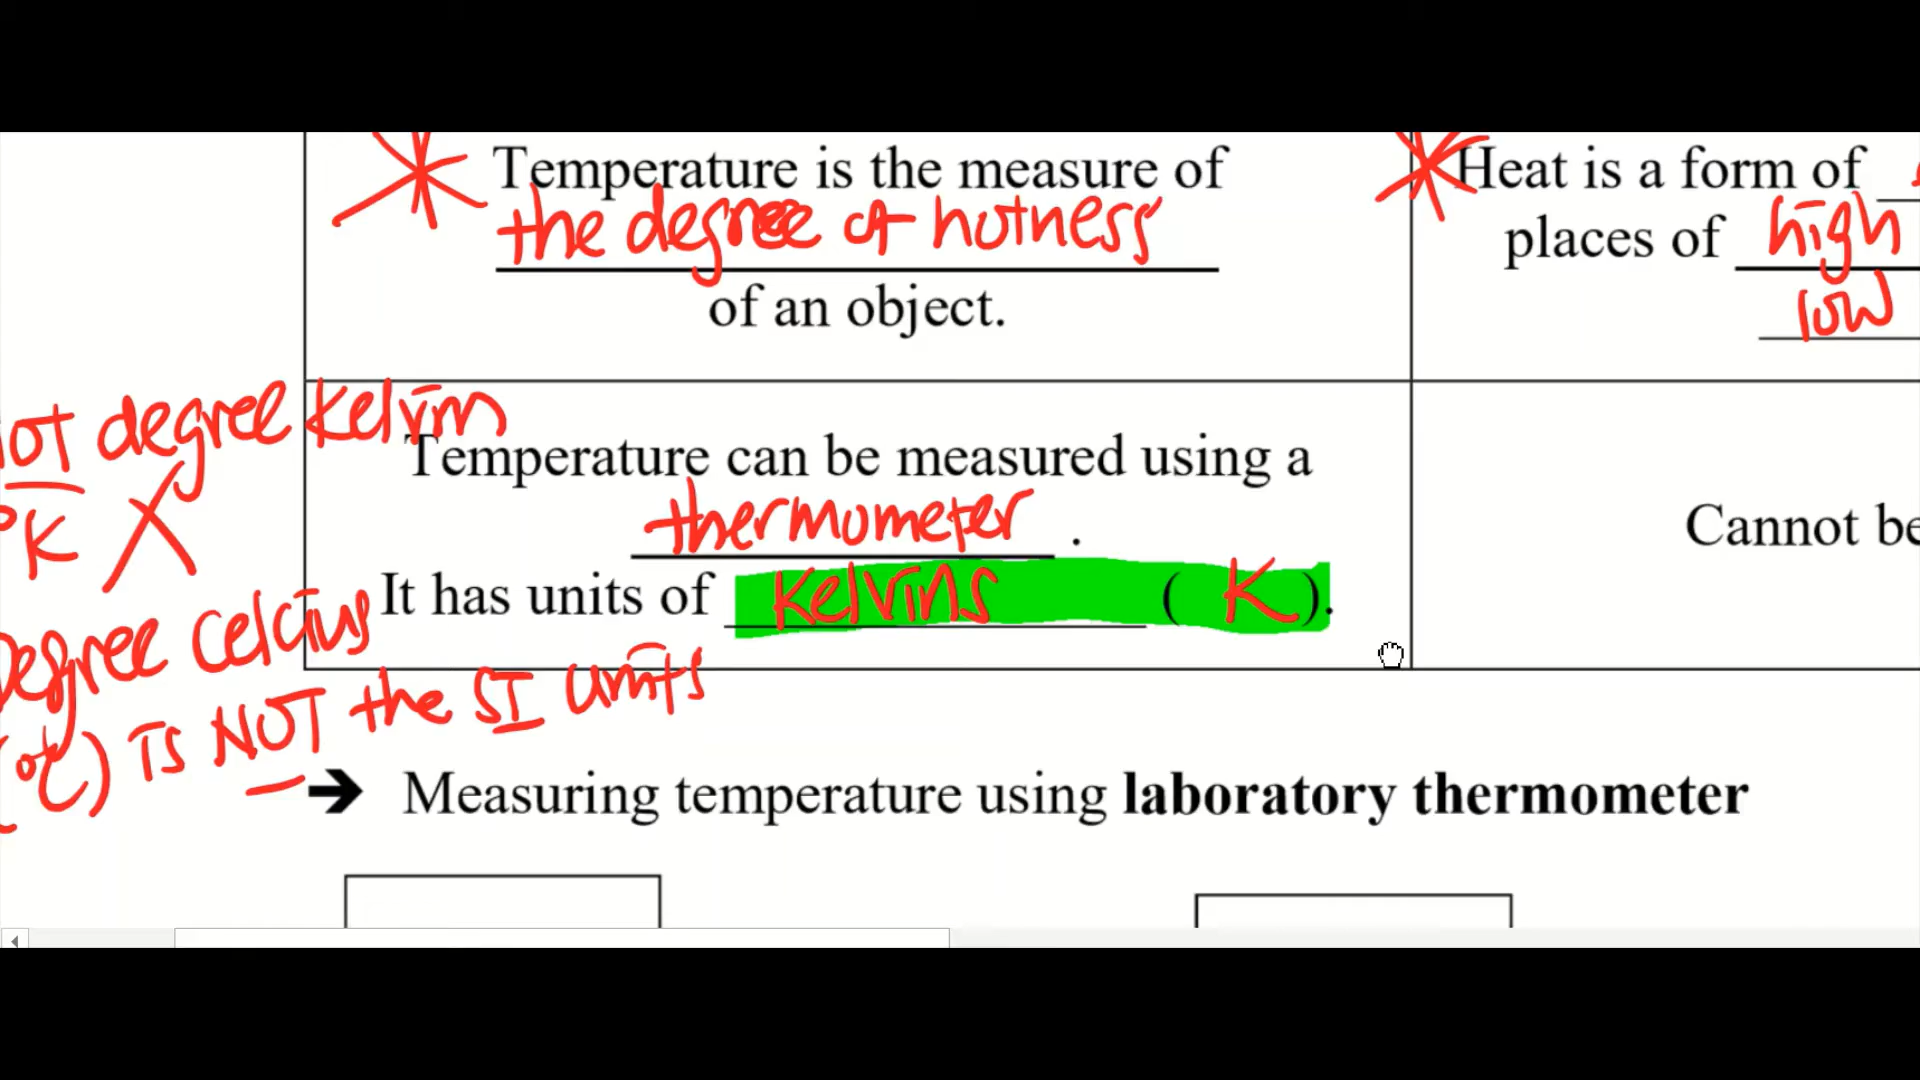 Temperature is the measure of
the degree of hotness
of an object.
Heat is a form of
places of high
low
degree Kelvin
°K
Temperature can be measured using a
thermometer .
It has units of Kelvins ( K ).
Cannot be
Degree Celcius
(°C) is NOT the SI units
➔ Measuring temperature using laboratory thermometer